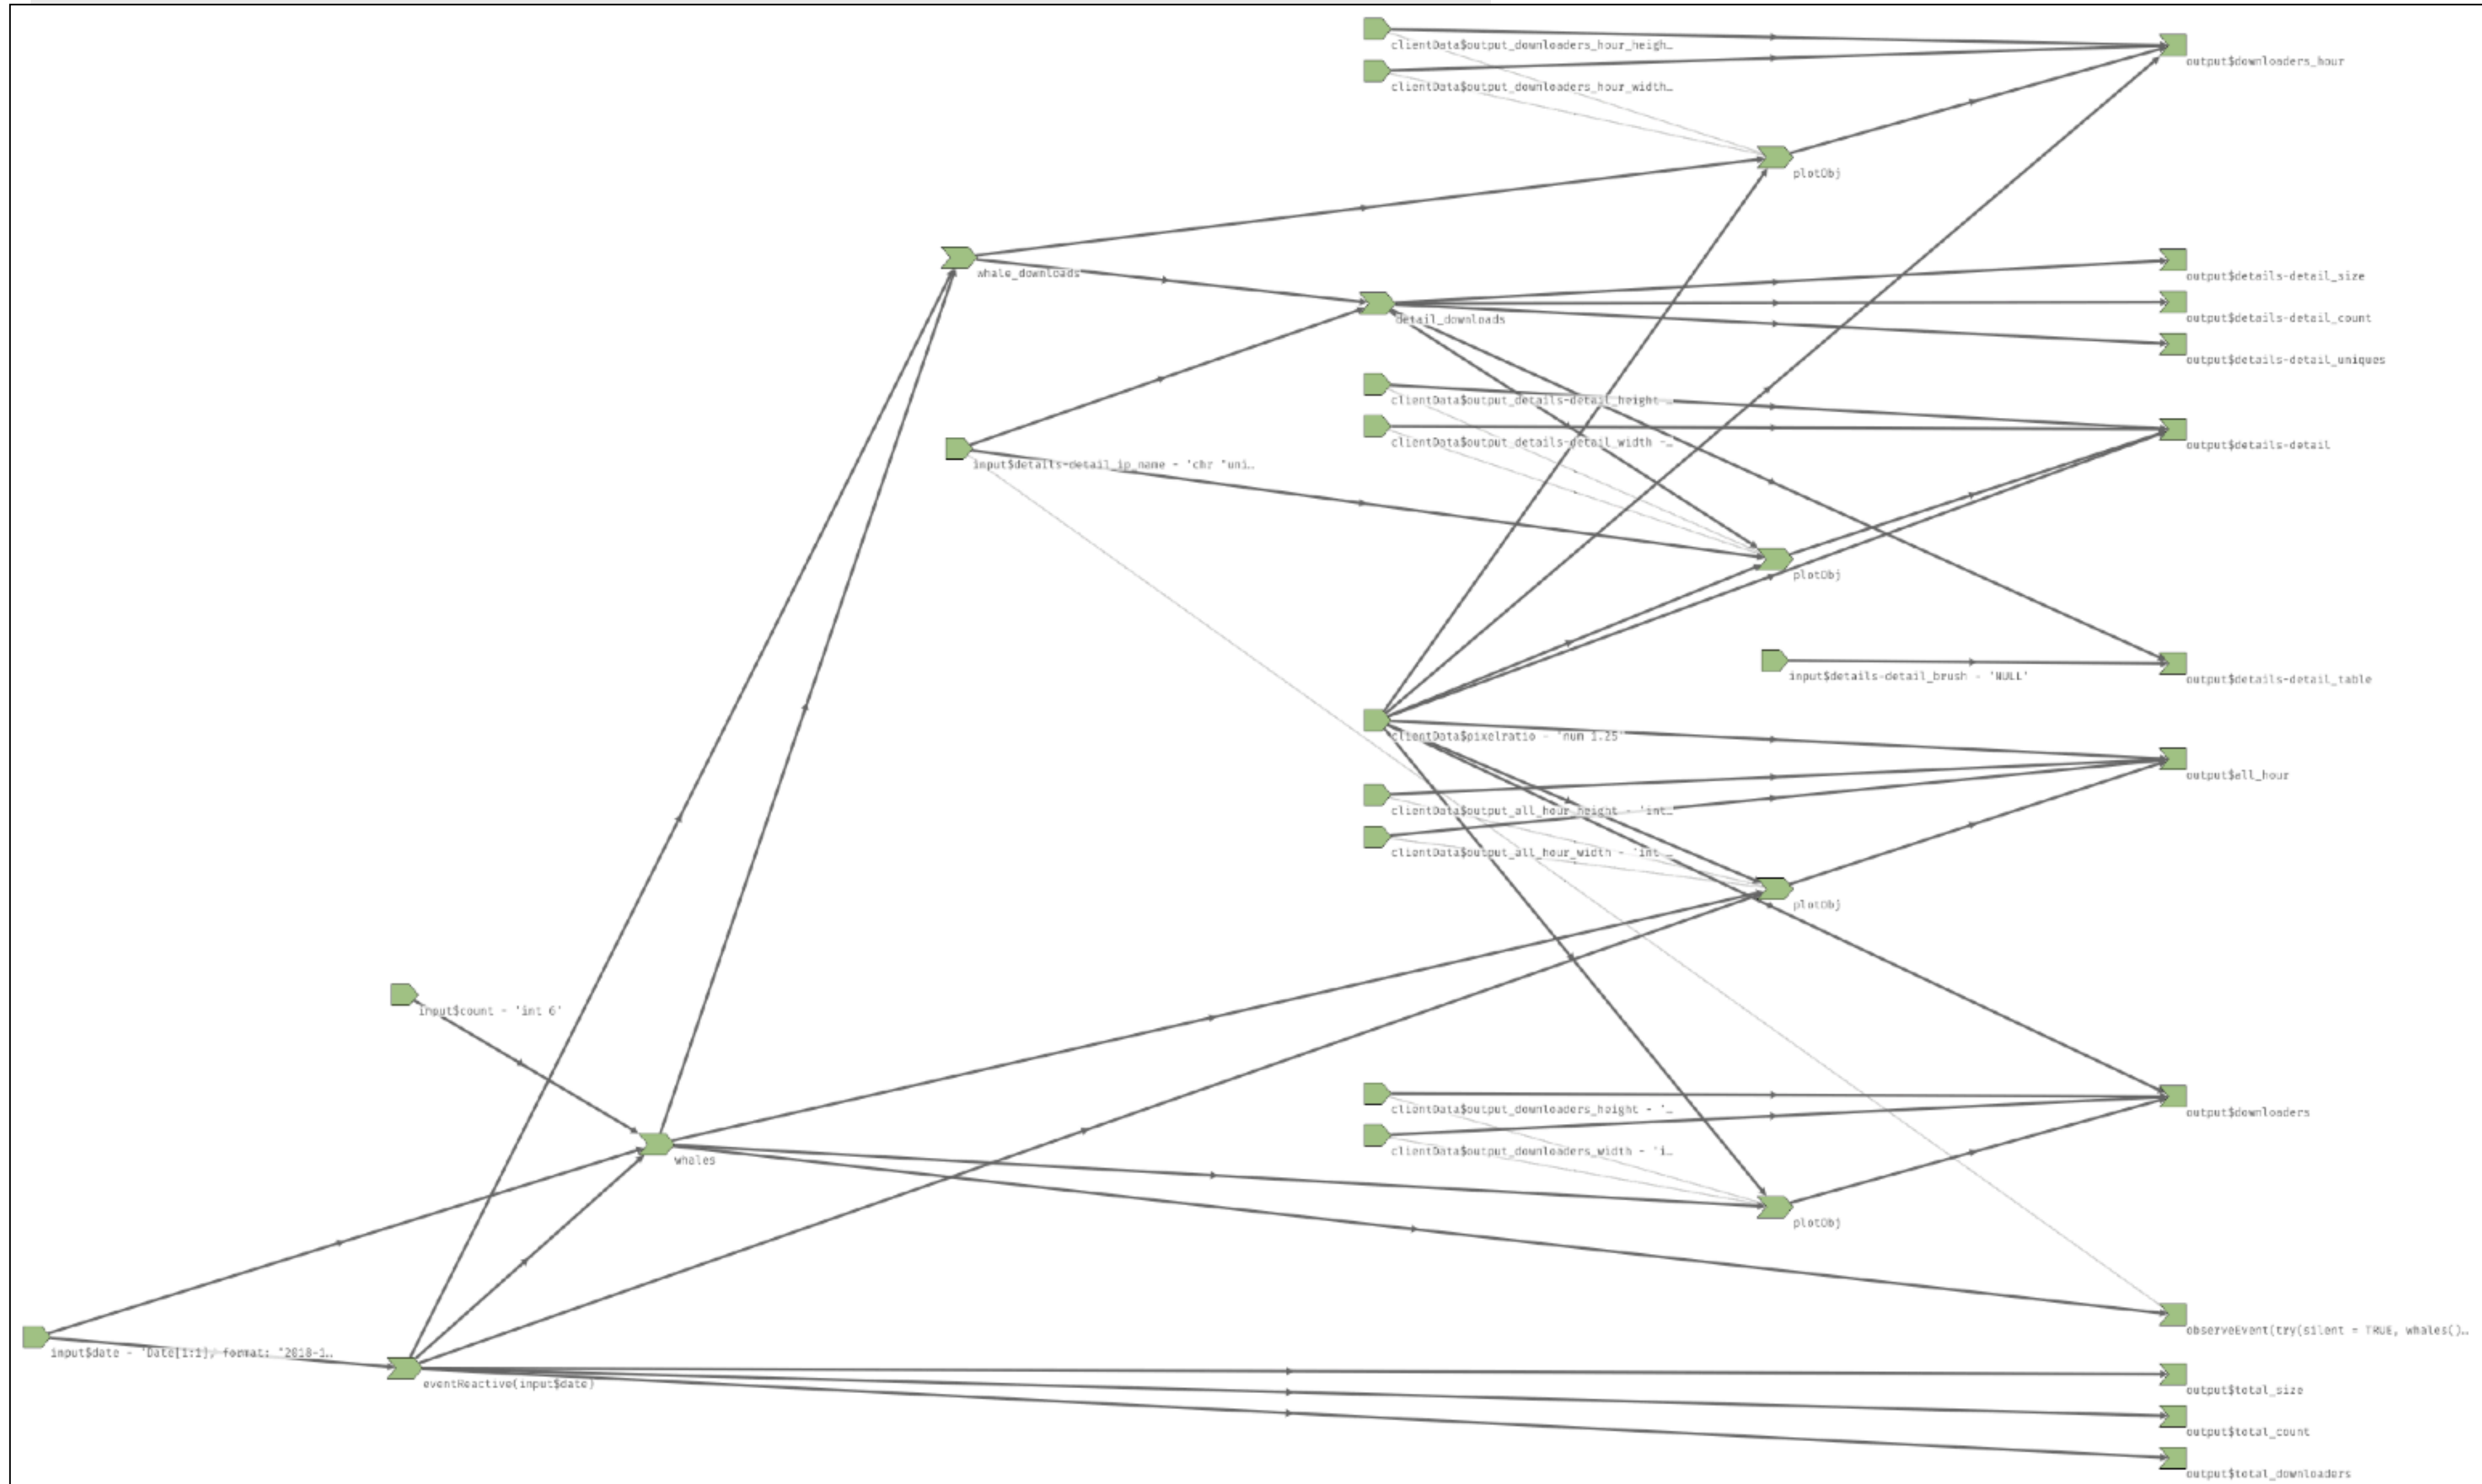 clientData$output_downloaders_hour_heigh…
output$downloaders_hour
clientData$output_downloaders_hour_width…
plotObj
whale_downloads
output$details-detail_size
detail_downloads
output$details-detail_count
output$details-detail_uniques
clientData$output_details-detail_height -…
clientData$output_details-detail_width -…
output$details-detail
input$details-detail_ip_name - 'chr "uni…
plotObj
input$details-detail_brush - 'NULL'
output$details-detail_table
clientData$pixelratio - 'num 1.25'
output$all_hour
clientData$output_all_hour_height - 'int…
clientData$output_all_hour_width - 'int …
plotObj
input$count - 'int 6'
clientData$output_downloaders_height - '…
output$downloaders
clientData$output_downloaders_width - 'i…
whales
plotObj
observeEvent(try(silent = TRUE, whales()…
input$date - 'Date[1:1], format: "2018-1…
eventReactive(input$date)
output$total_size
output$total_count
output$total_downloaders